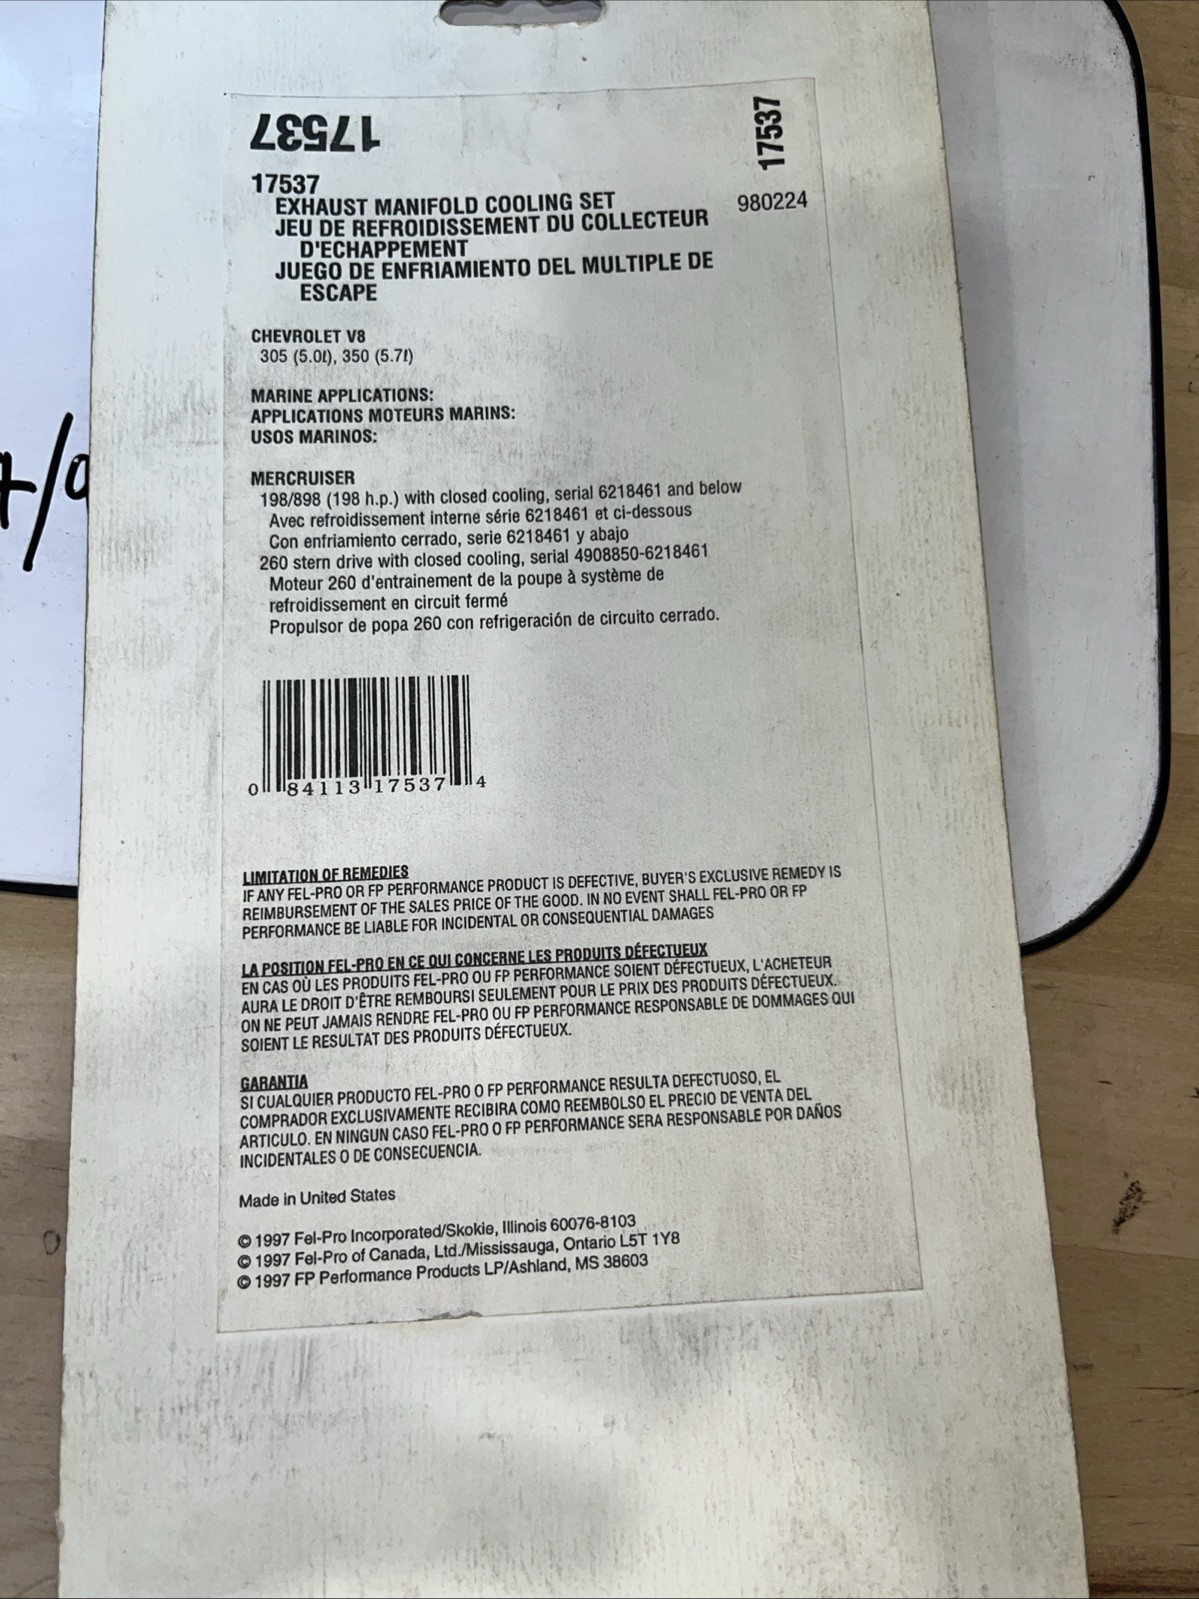 17537
17537
17537
980224
EXHAUST MANIFOLD COOLING SET
JEU DE REFROIDISSEMENT DU COLLECTEUR
D'ECHAPPEMENT
JUEGO DE ENFRIAMIENTO DEL MULTIPLE DE
ESCAPE
CHEVROLET V8
305 (5.0ℓ), 350 (5.7ℓ)
MARINE APPLICATIONS:
APPLICATIONS MOTEURS MARINS:
USOS MARINOS:
MERCRUISER
198/898 (198 h.p.) with closed cooling, serial 6218461 and below
Avec refroidissement interne série 6218461 et ci-dessous
Con enfriamiento cerrado, serie 6218461 y abajo
260 stern drive with closed cooling, serial 4908850-6218461
Moteur 260 d'entrainement de la poupe à système de
refroidissement en circuit fermé
Propulsor de popa 260 con refrigeración de circuito cerrado.
0 84113 17537 4
LIMITATION OF REMEDIES
IF ANY FEL-PRO OR FP PERFORMANCE PRODUCT IS DEFECTIVE, BUYER'S EXCLUSIVE REMEDY IS
REIMBURSEMENT OF THE SALES PRICE OF THE GOOD. IN NO EVENT SHALL FEL-PRO OR FP
PERFORMANCE BE LIABLE FOR INCIDENTAL OR CONSEQUENTIAL DAMAGES
LA POSITION FEL-PRO EN CE QUI CONCERNE LES PRODUITS DÉFECTUEUX
EN CAS OÙ LES PRODUITS FEL-PRO OU FP PERFORMANCE SOIENT DÉFECTUEUX, L'ACHETEUR
AURA LE DROIT D'ÊTRE REMBOURSI SEULEMENT POUR LE PRIX DES PRODUITS DÉFECTUEUX.
ON NE PEUT JAMAIS RENDRE FEL-PRO OU FP PERFORMANCE RESPONSABLE DE DOMMAGES QUI
SOIENT LE RESULTAT DES PRODUITS DÉFECTUEUX.
GARANTIA
SI CUALQUIER PRODUCTO FEL-PRO O FP PERFORMANCE RESULTA DEFECTUOSO, EL
COMPRADOR EXCLUSIVAMENTE RECIBIRA COMO REEMBOLSO EL PRECIO DE VENTA DEL
ARTICULO. EN NINGUN CASO FEL-PRO O FP PERFORMANCE SERA RESPONSABLE POR DAÑOS
INCIDENTALES O DE CONSECUENCIA.
Made in United States
© 1997 Fel-Pro Incorporated/Skokie, Illinois 60076-8103
© 1997 Fel-Pro of Canada, Ltd./Mississauga, Ontario L5T 1Y8
© 1997 FP Performance Products LP/Ashland, MS 38603